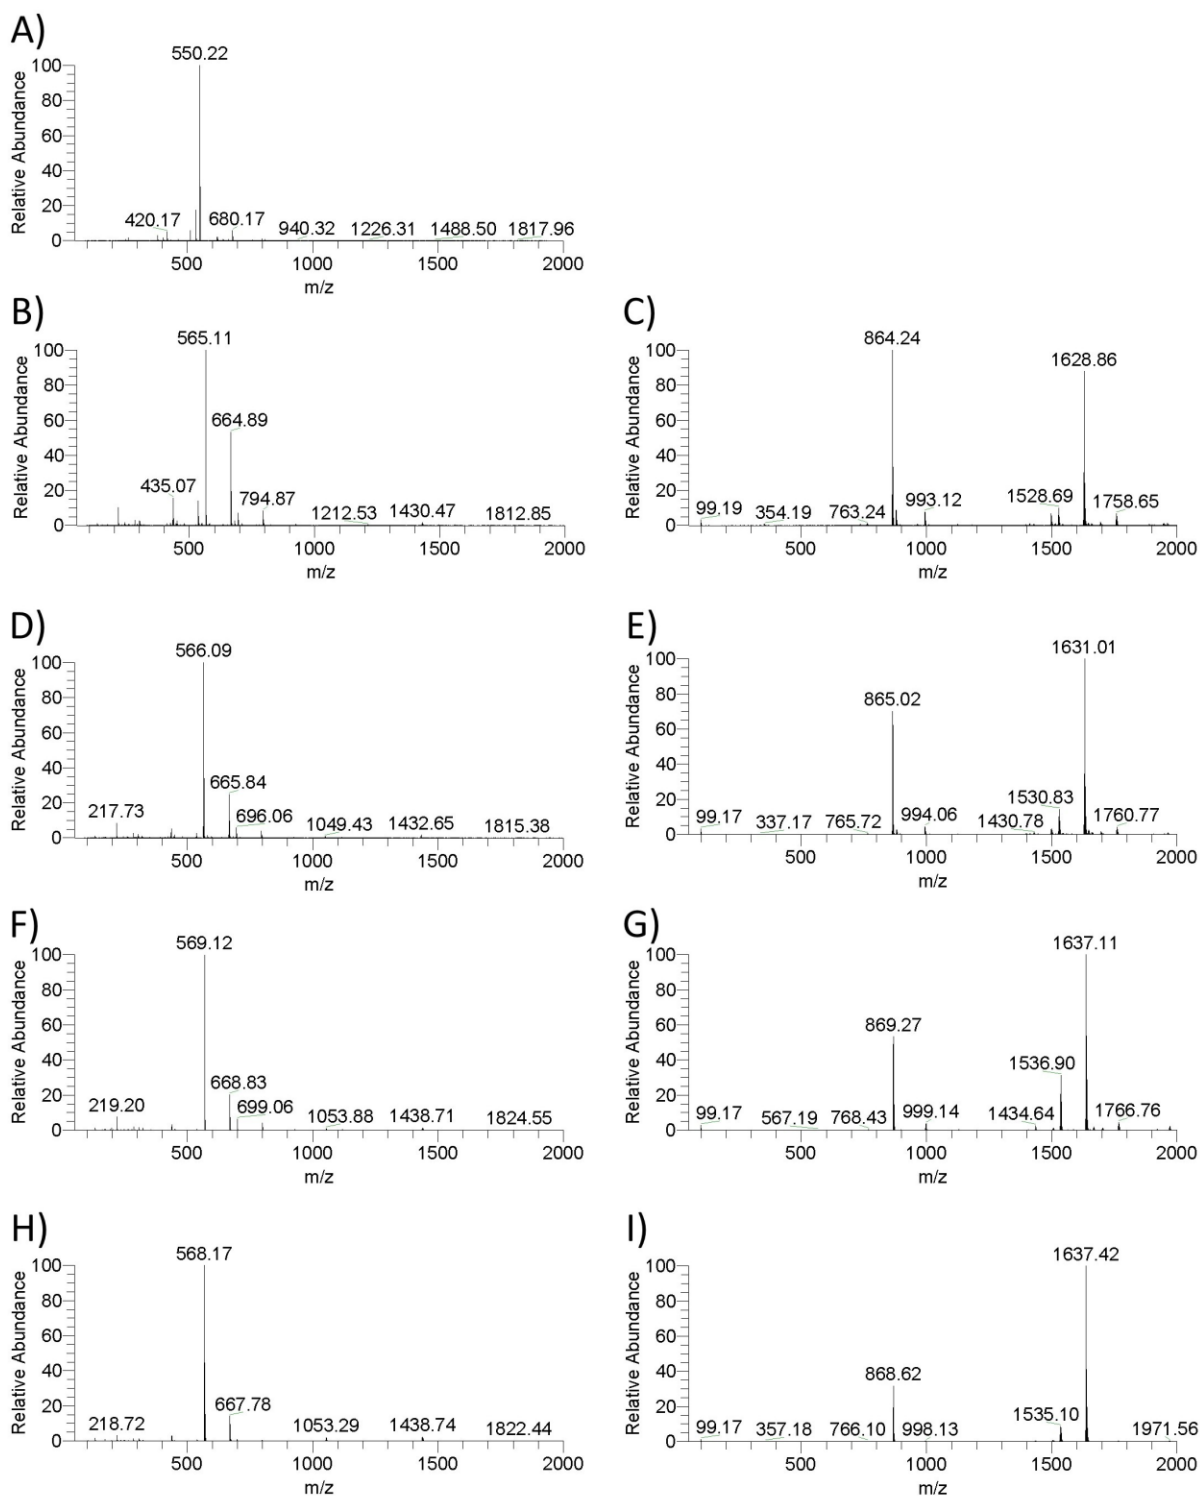 A)
550.22
100
80
60
40
20
0
Relative Abundance
420.17 680.17 940.32 1226.31 1488.50 1817.96
500 1000 1500 2000
m/z
B)
565.11
100
80
60
40
20
0
Relative Abundance
664.89
435.07 794.87
1212.53 1430.47 1812.85
500 1000 1500 2000
m/z
C)
864.24
1628.86
100
80
60
40
20
0
Relative Abundance
99.19 354.19 763.24 993.12 1528.69 1758.65
500 1000 1500 2000
m/z
D)
566.09
100
80
60
40
20
0
Relative Abundance
665.84
217.73 696.06 1049.43 1432.65 1815.38
500 1000 1500 2000
m/z
E)
1631.01
100
80
60
40
20
0
Relative Abundance
865.02
1530.83
99.17 337.17 765.72 994.06 1430.78 1760.77
500 1000 1500 2000
m/z
F)
569.12
100
80
60
40
20
0
Relative Abundance
668.83
219.20 699.06 1053.88 1438.71 1824.55
500 1000 1500 2000
m/z
G)
1637.11
100
80
60
40
20
0
Relative Abundance
869.27
1536.90
99.17 567.19 768.43 999.14 1434.64 1766.76
500 1000 1500 2000
m/z
H)
568.17
100
80
60
40
20
0
Relative Abundance
667.78
218.72 1053.29 1438.74 1822.44
500 1000 1500 2000
m/z
I)
1637.42
100
80
60
40
20
0
Relative Abundance
868.62
1535.10
99.17 357.18 766.10 998.13 1971.56
500 1000 1500 2000
m/z